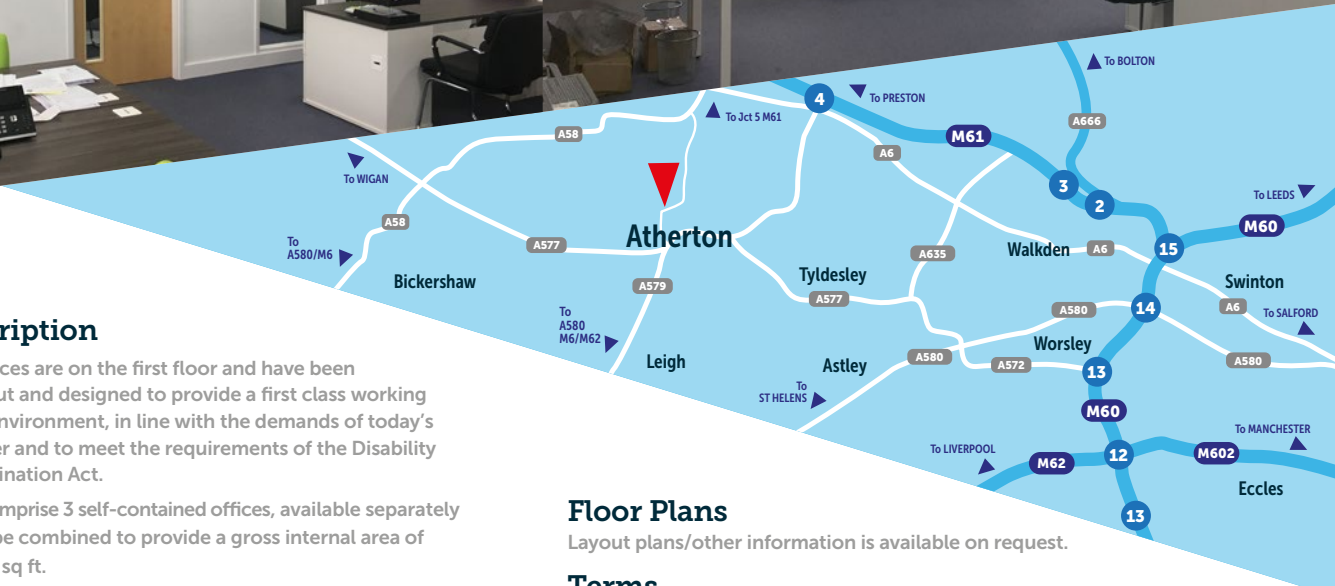 To BOLTON
4
To PRESTON
To Jct 5 M61
A666
A58
M61
A6
To WIGAN
3
2
To LEEDS
A58
M60
Atherton
To
A580/M6
A577
A635
Walkden
A6
15
Bickershaw
A579
Tyldesley
A577
Swinton
14
A6
A580
To SALFORD
To
A580
M6/M62
Worsley
Leigh
Astley
A580
A572
A580
13
To
ST HELENS
M60
To LIVERPOOL
M62
12
M602
To MANCHESTER
Eccles
13
ription
ces are on the first floor and have been
ut and designed to provide a first class working
nvironment, in line with the demands of today's
er and to meet the requirements of the Disability
ination Act.
mprise 3 self-contained offices, available separately
be combined to provide a gross internal area of
sq ft.
Floor Plans
Layout plans/other information is available on request.
Terms